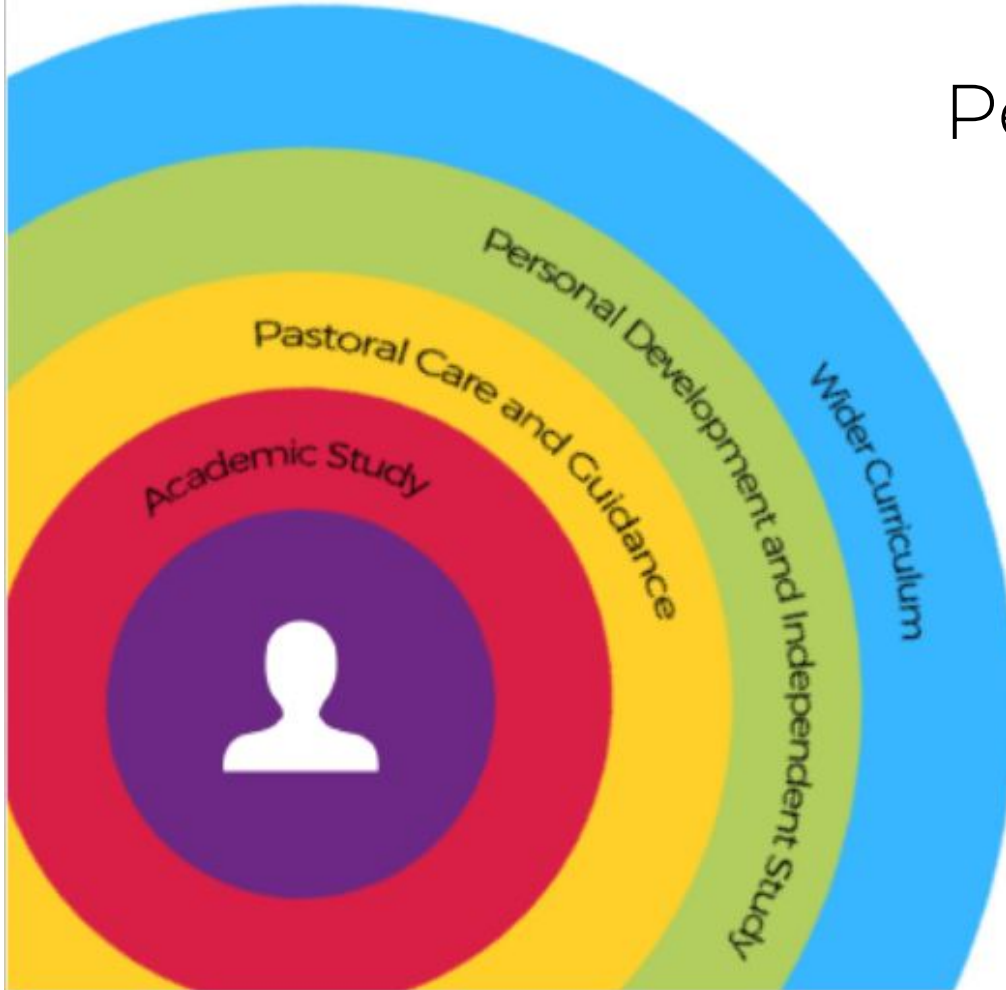 Pe
Wider Curriculum
Personal Development and Independent Study
Pastoral Care and Guidance
Academic Study